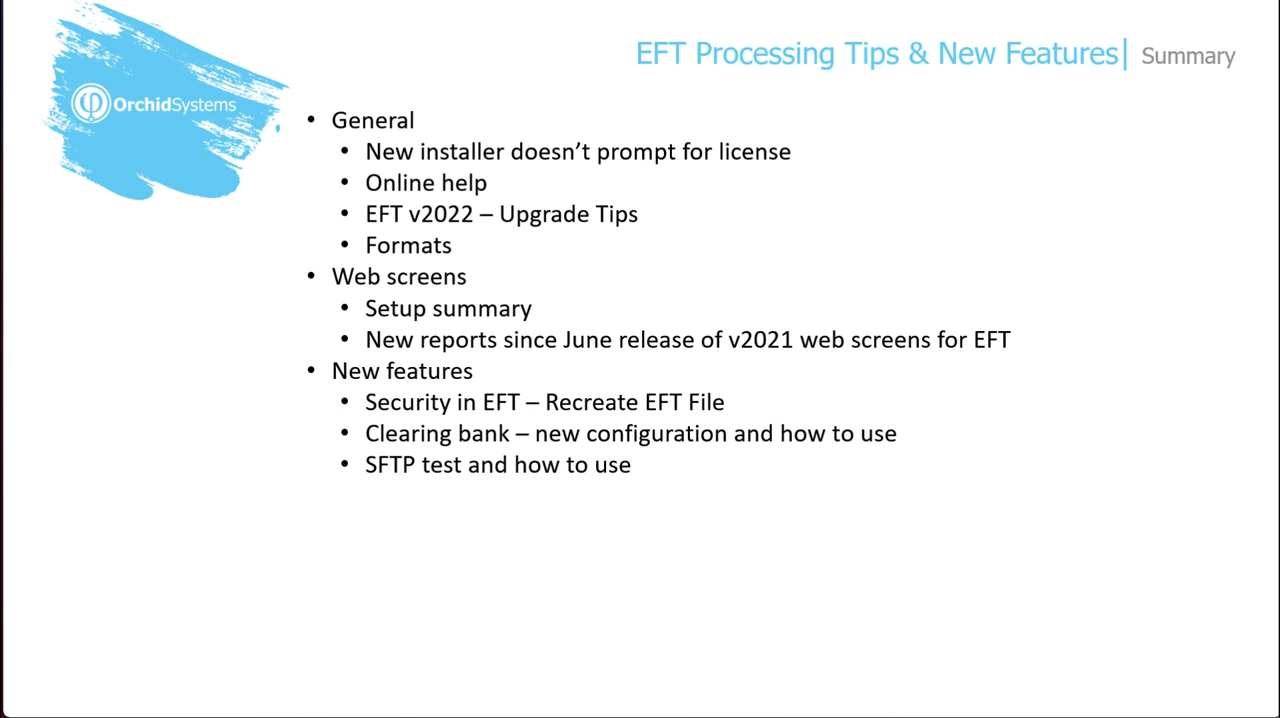 EFT Processing Tips & New Features| Summary
OrchidSystems
• General
• New installer doesn’t prompt for license
• Online help
• EFT v2022 – Upgrade Tips
• Formats
• Web screens
• Setup summary
• New reports since June release of v2021 web screens for EFT
• New features
• Security in EFT – Recreate EFT File
• Clearing bank – new configuration and how to use
• SFTP test and how to use